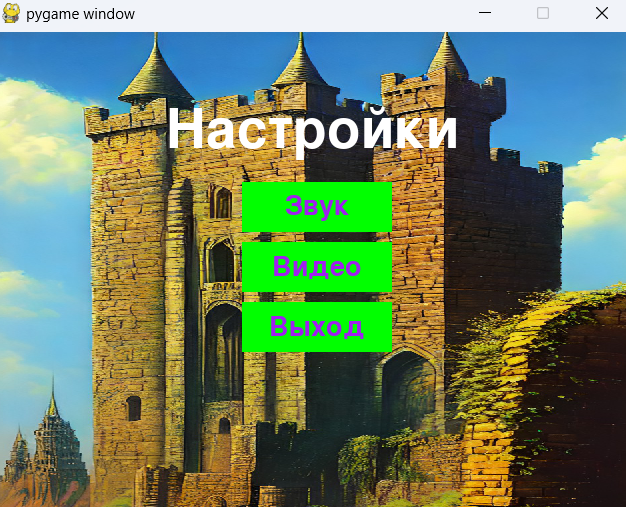 pygame window
Настройки
Звук
Видео
Выход